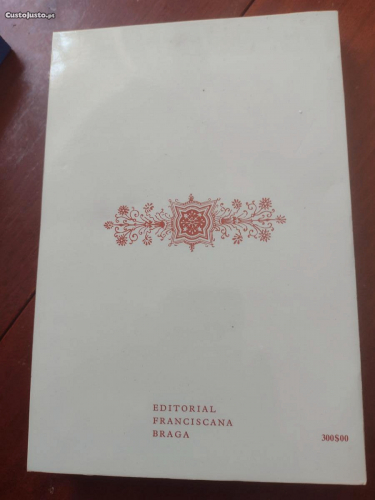 CustoJusto.pt
EDITORIAL
FRANCISCANA
BRAGA
300$00